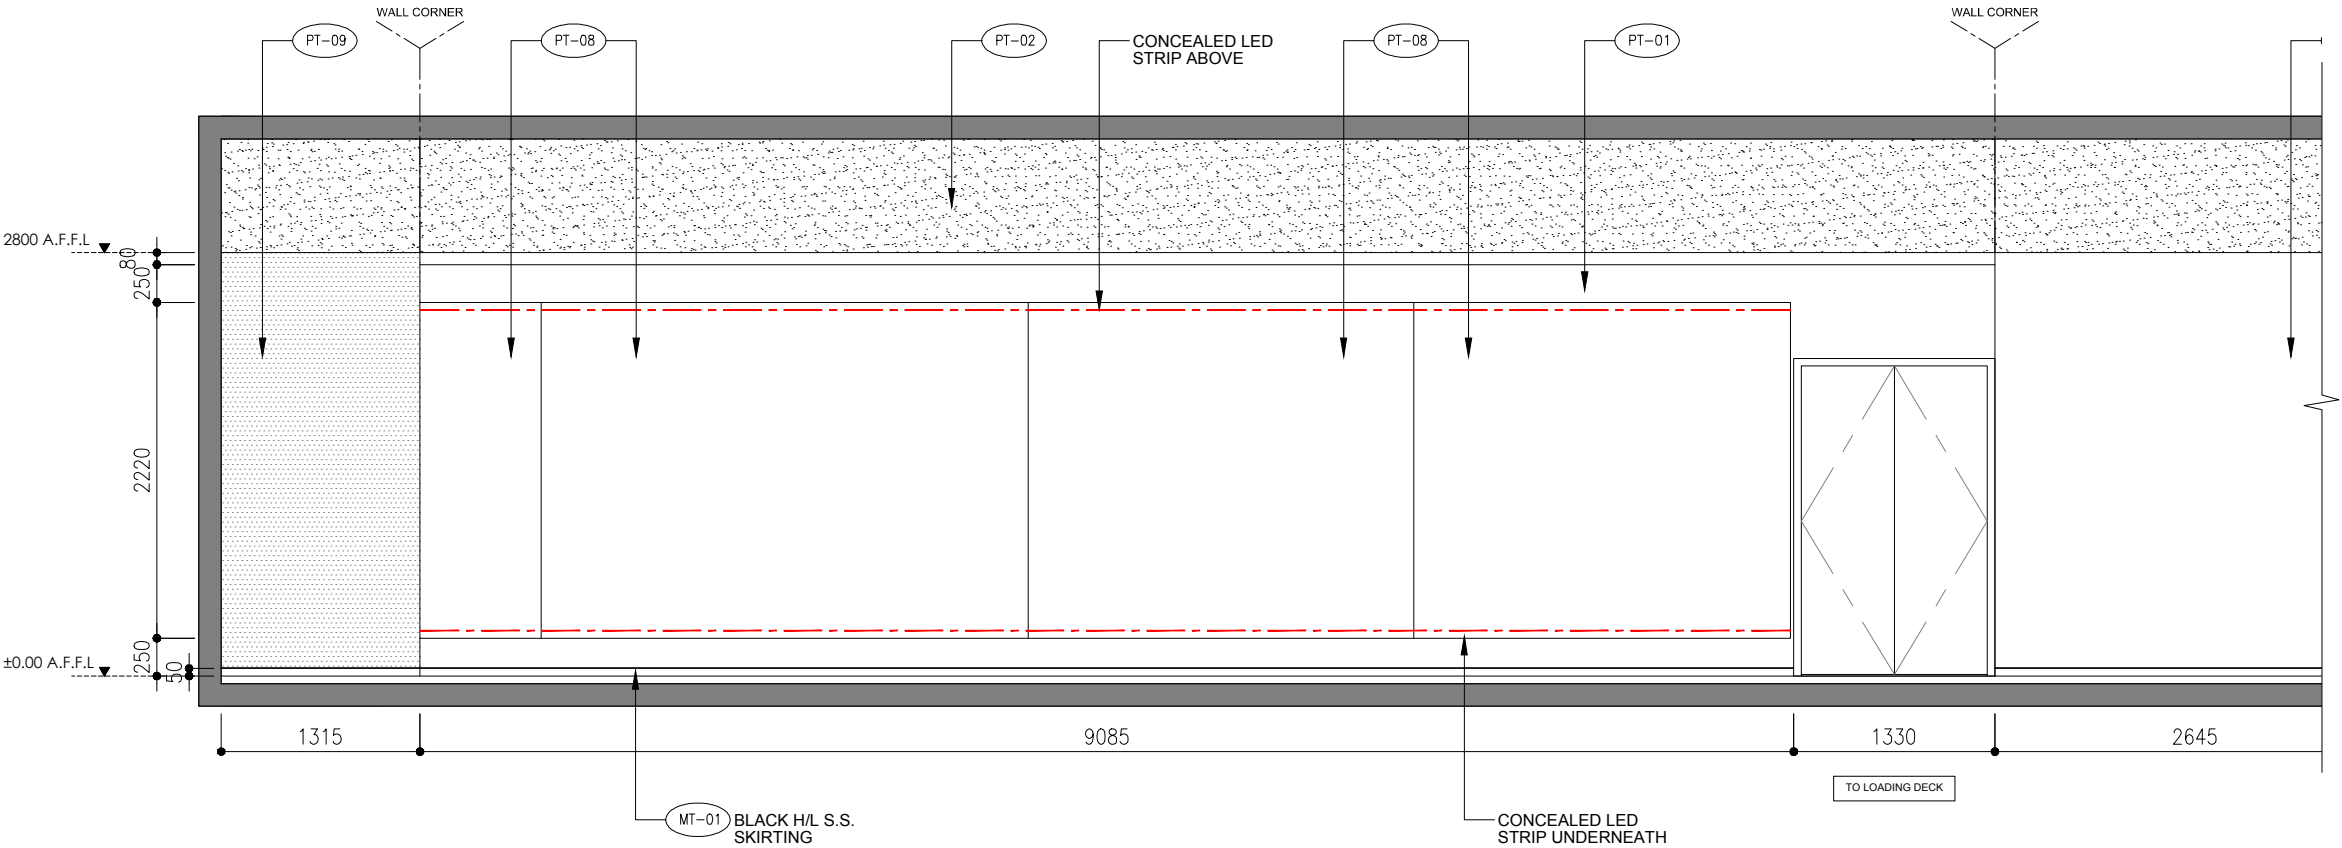 WALL CORNER
WALL CORNER
PT-09
PT-08
PT-02
CONCEALED LED
STRIP ABOVE
PT-08
PT-01
2800 A.F.F.L
80
250
2220
250
50
±0.00 A.F.F.L
1315
9085
1330
2645
TO LOADING DECK
MT-01
BLACK H/L S.S.
SKIRTING
CONCEALED LED
STRIP UNDERNEATH